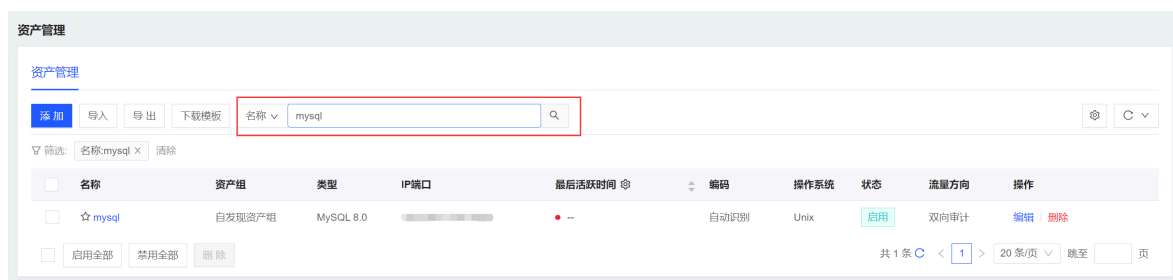 资产管理
资产管理
添 加 导入 导 出 下载模板 名称 mysql
筛选: 名称:mysql × 清除
名称 资产组 类型 IP端口 最后活跃时间 编码 操作系统 状态 流量方向 操作
mysql 自发现资产组 MySQL 8.0 -- 自动识别 Unix 启用 双向审计 编辑 删除
启用全部 禁用全部 删 除 共 1 条 < 1 > 20 条/页 跳至 页